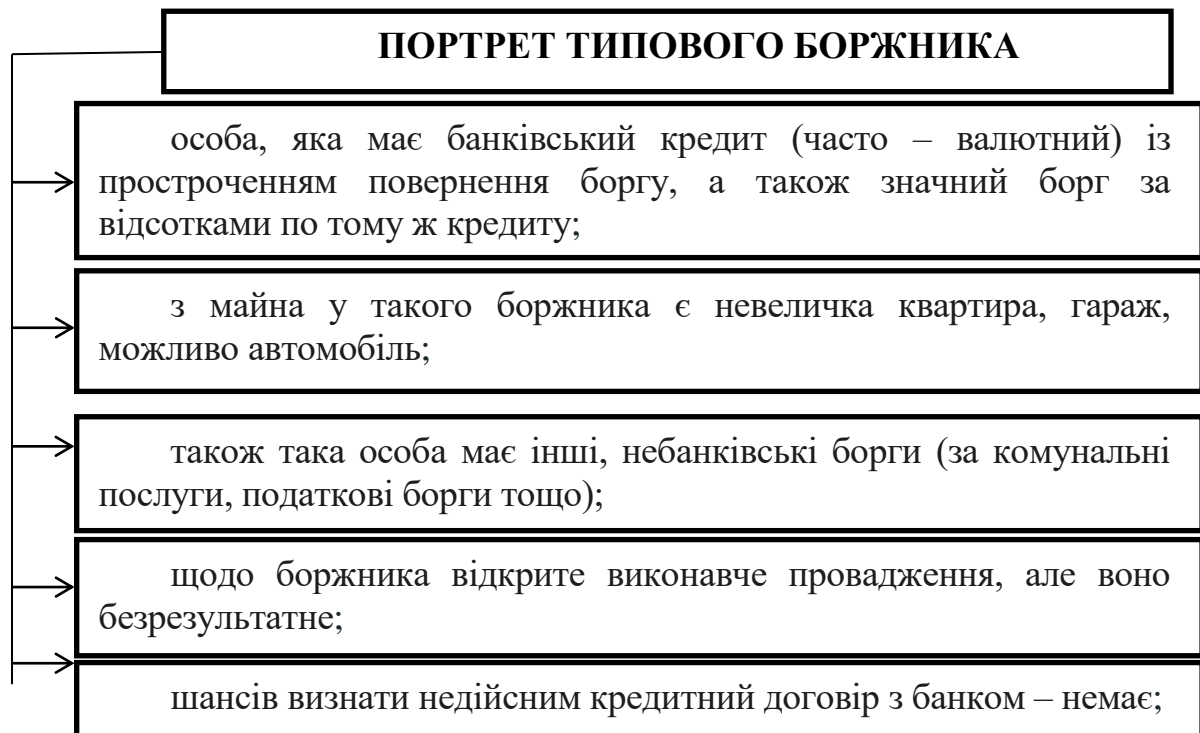 ПОРТРЕТ ТИПОВОГО БОРЖНИКА
особа, яка має банківський кредит (часто – валютний) із
простроченням повернення боргу, а також значний борг за
відсотками по тому ж кредиту;
з майна у такого боржника є невеличка квартира, гараж,
можливо автомобіль;
також така особа має інші, небанківські борги (за комунальні
послуги, податкові борги тощо);
щодо боржника відкрите виконавче провадження, але воно
безрезультатне;
шансів визнати недійсним кредитний договір з банком – немає;